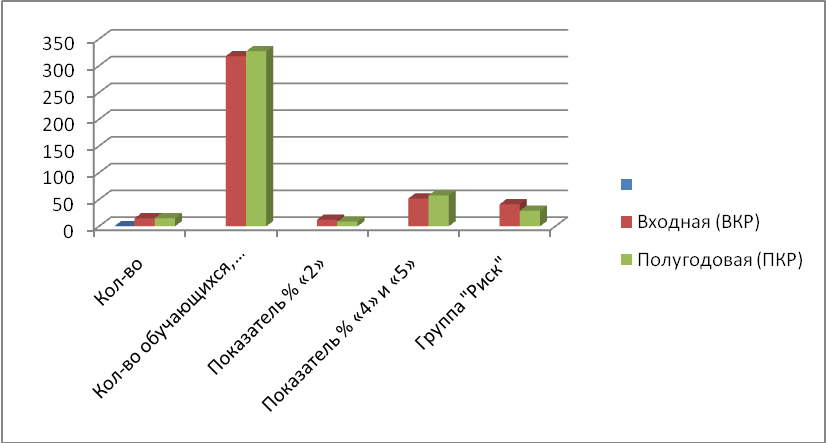 350
300
250
200
150
100
50
0
Кол-во
Кол-во обучающихся,...
Показатель % «2»
Показатель % «4» и «5»
Группа "Риск"
Входная (ВКР)
Полугодовая (ПКР)